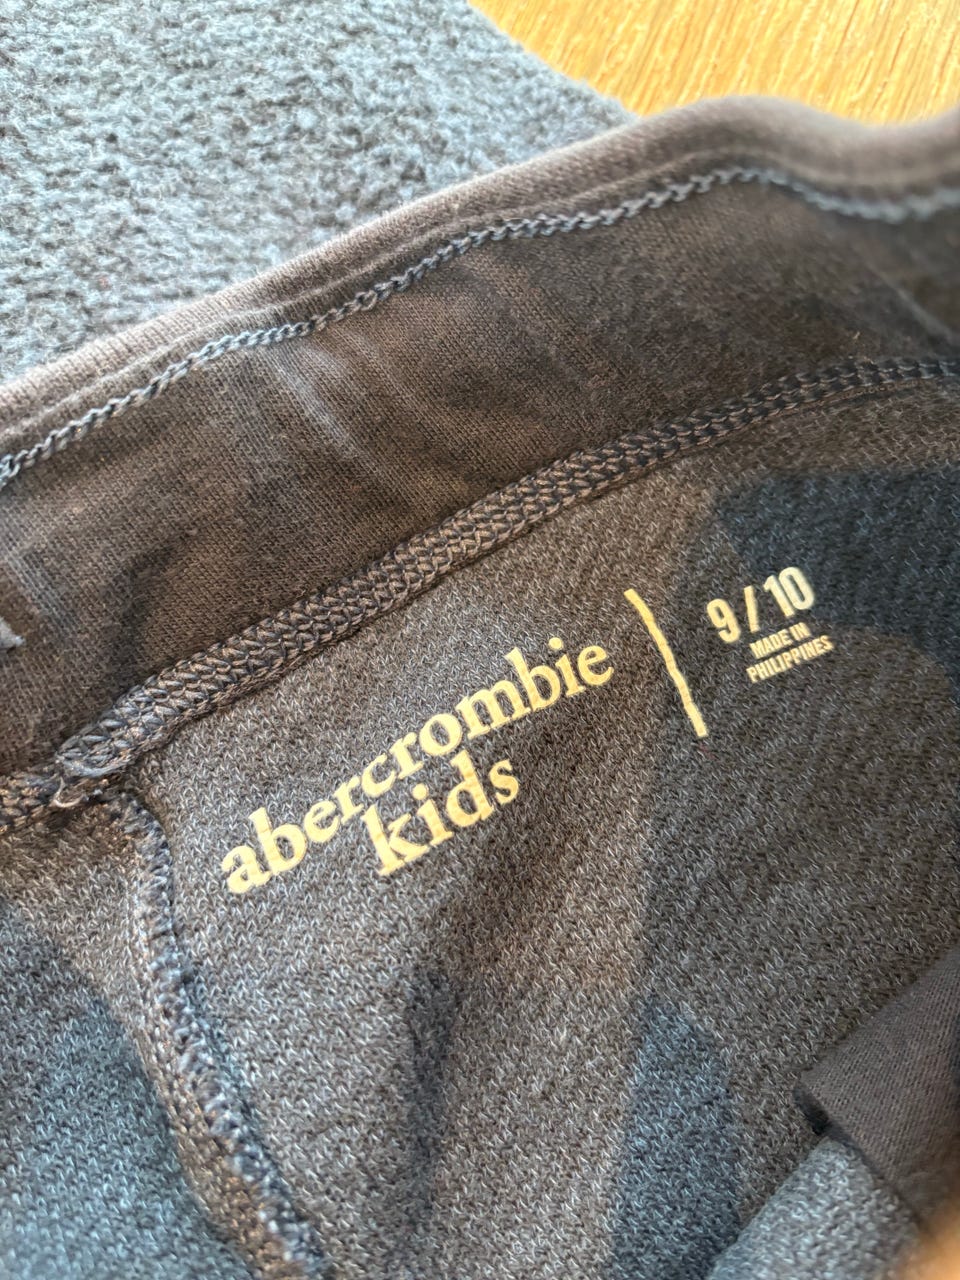 abercrombie
kids
9/10
MADE IN
PHILIPPINES